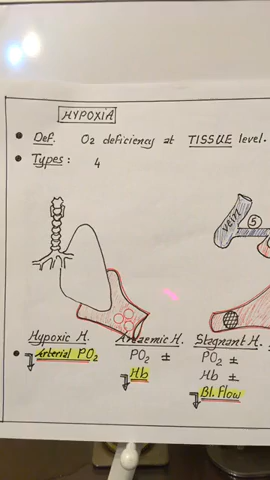 HYPOXIA
• Def. O2 deficiency at TISSUE level.
• Types: 4
vein
5
Hypoxic H. Anaemic H. Stagnant H.
• ↓ Arterial PO2 PO2 ± PO2 ±
↓ Hb Hb ±
↓ Bl. Flow